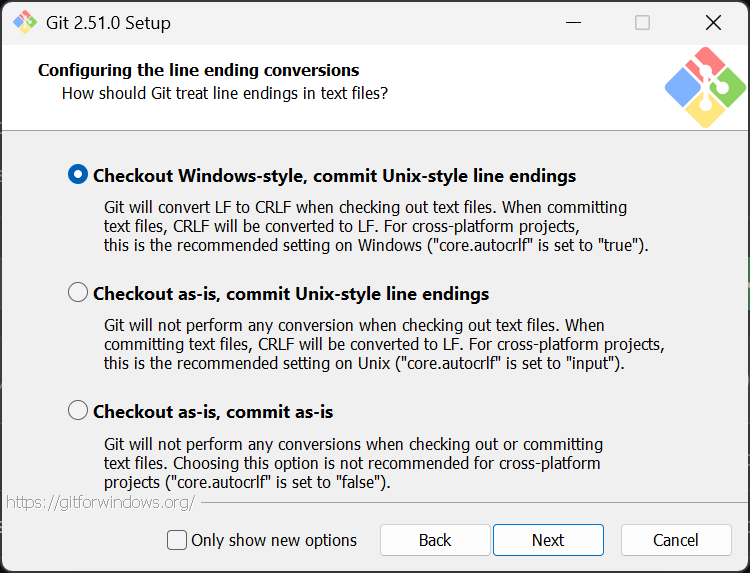 Git 2.51.0 Setup
Configuring the line ending conversions
How should Git treat line endings in text files?
Checkout Windows-style, commit Unix-style line endings
Git will convert LF to CRLF when checking out text files. When committing
text files, CRLF will be converted to LF. For cross-platform projects,
this is the recommended setting on Windows ("core.autocrlf" is set to "true").
Checkout as-is, commit Unix-style line endings
Git will not perform any conversion when checking out text files. When
committing text files, CRLF will be converted to LF. For cross-platform projects,
this is the recommended setting on Unix ("core.autocrlf" is set to "input").
Checkout as-is, commit as-is
Git will not perform any conversions when checking out or committing
text files. Choosing this option is not recommended for cross-platform
projects ("core.autocrlf" is set to "false").
https://gitforwindows.org/
Only show new options
Back
Next
Cancel